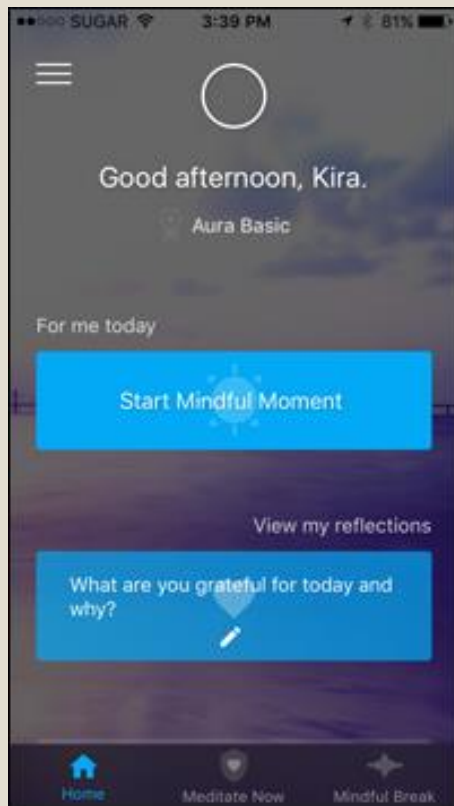 SUGAR 3:39 PM 81%
Good afternoon, Kira.
Aura Basic
For me today
Start Mindful Moment
View my reflections
What are you grateful for today and
why?
Home Meditate Now Mindful Break